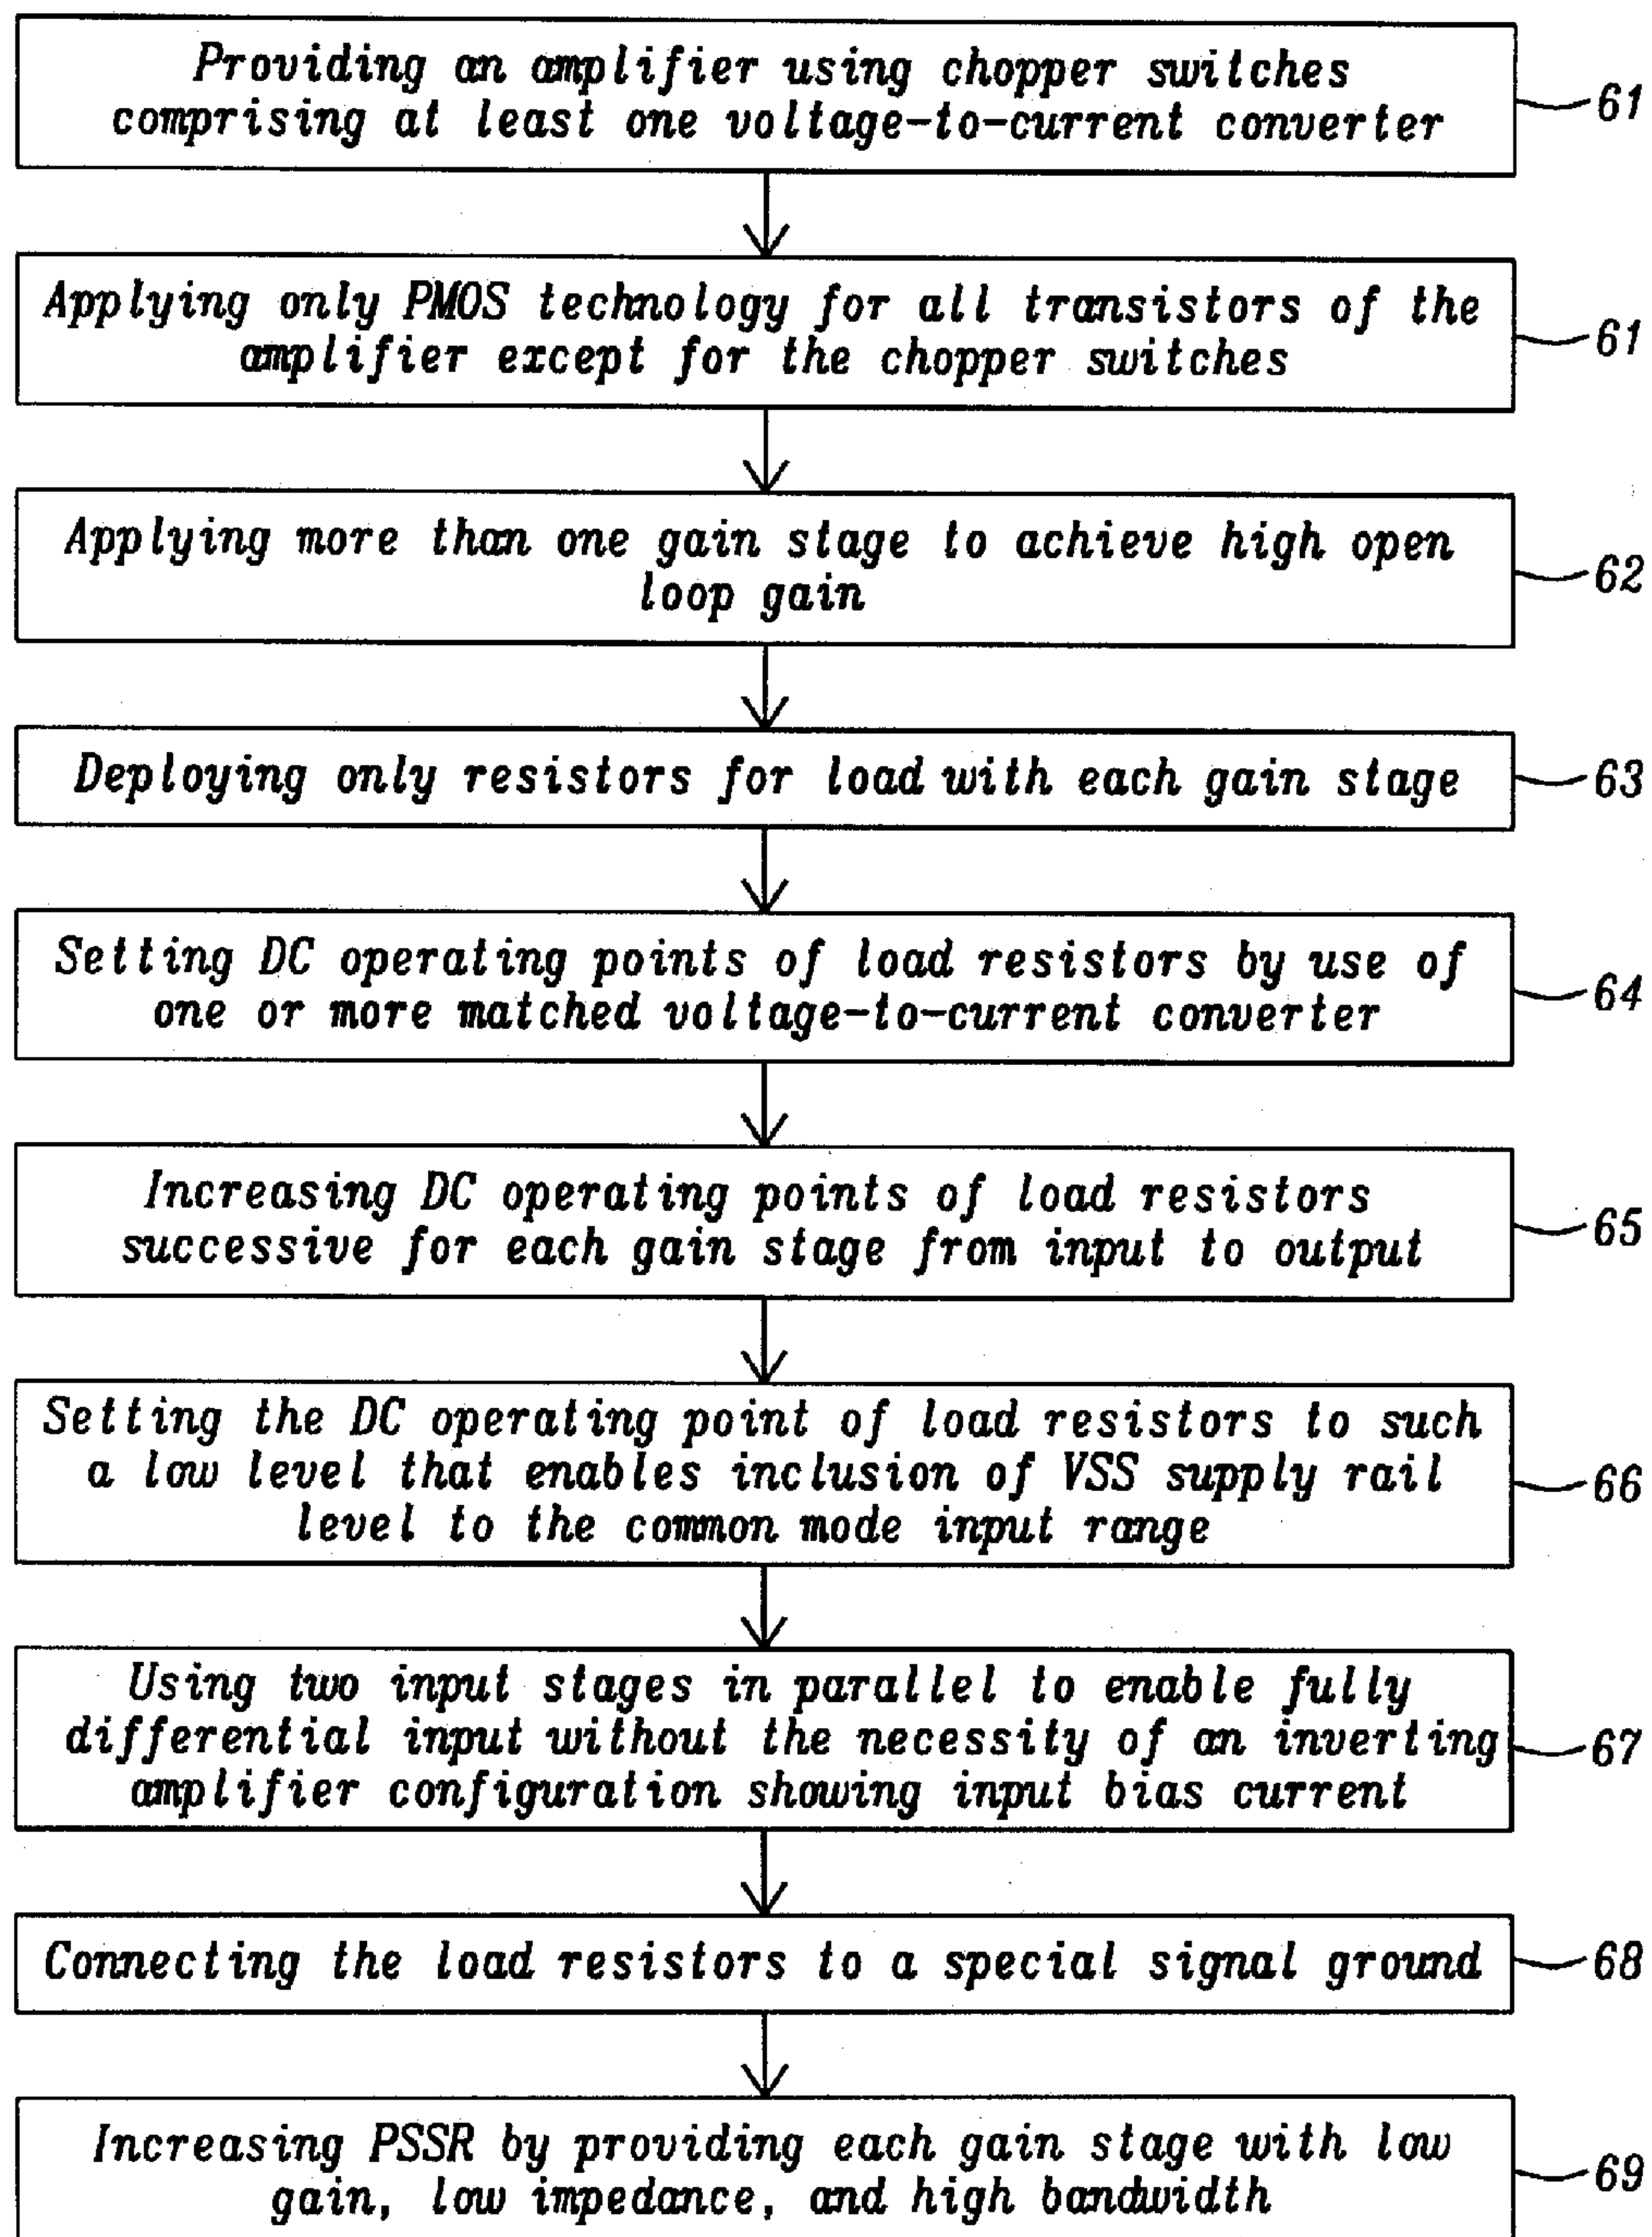 Providing an amplifier using chopper switches
comprising at least one voltage-to-current converter
61
Applying only PMOS technology for all transistors of the
amplifier except for the chopper switches
61
Applying more than one gain stage to achieve high open
loop gain
62
Deploying only resistors for load with each gain stage
63
Setting DC operating points of load resistors by use of
one or more matched voltage-to-current converter
64
Increasing DC operating points of load resistors
successive for each gain stage from input to output
65
Setting the DC operating point of load resistors to such
a low level that enables inclusion of VSS supply rail
level to the common mode input range
66
Using two input stages in parallel to enable fully
differential input without the necessity of an inverting
amplifier configuration showing input bias current
67
Connecting the load resistors to a special signal ground
68
Increasing PSSR by providing each gain stage with low
gain, low impedance, and high bandwidth
69